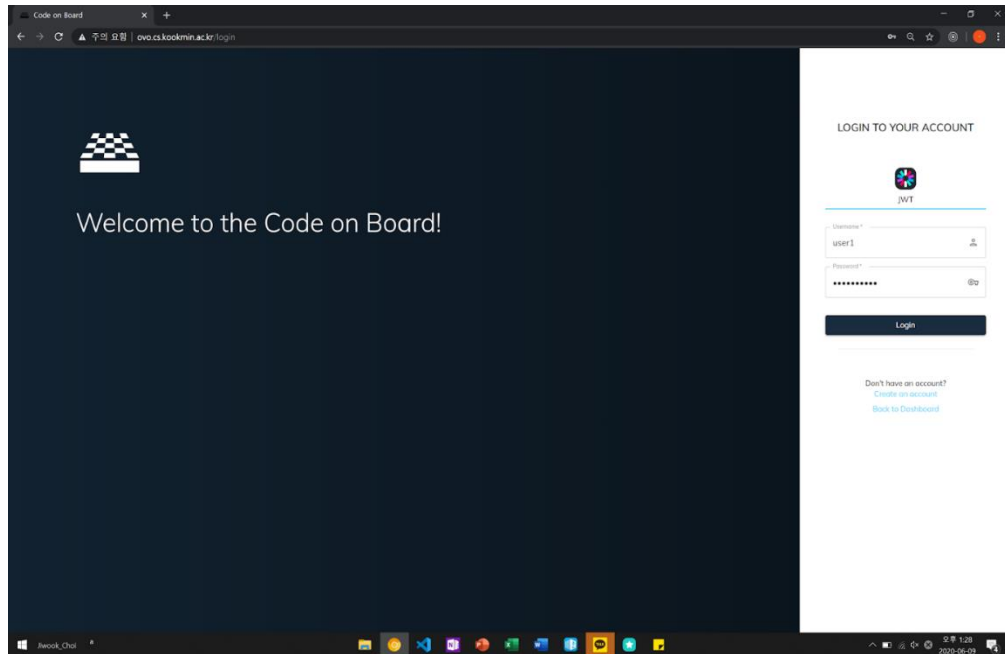 Code on Board
주의 요함 | ovo.cs.kookmin.ac.kr/login
LOGIN TO YOUR ACCOUNT
JWT
Welcome to the Code on Board!
Username *
user1
Password *
Login
Don't have an account?
Create an account
Back to Dashboard
Jiwook_Choi
오후 1:28
2020-06-09